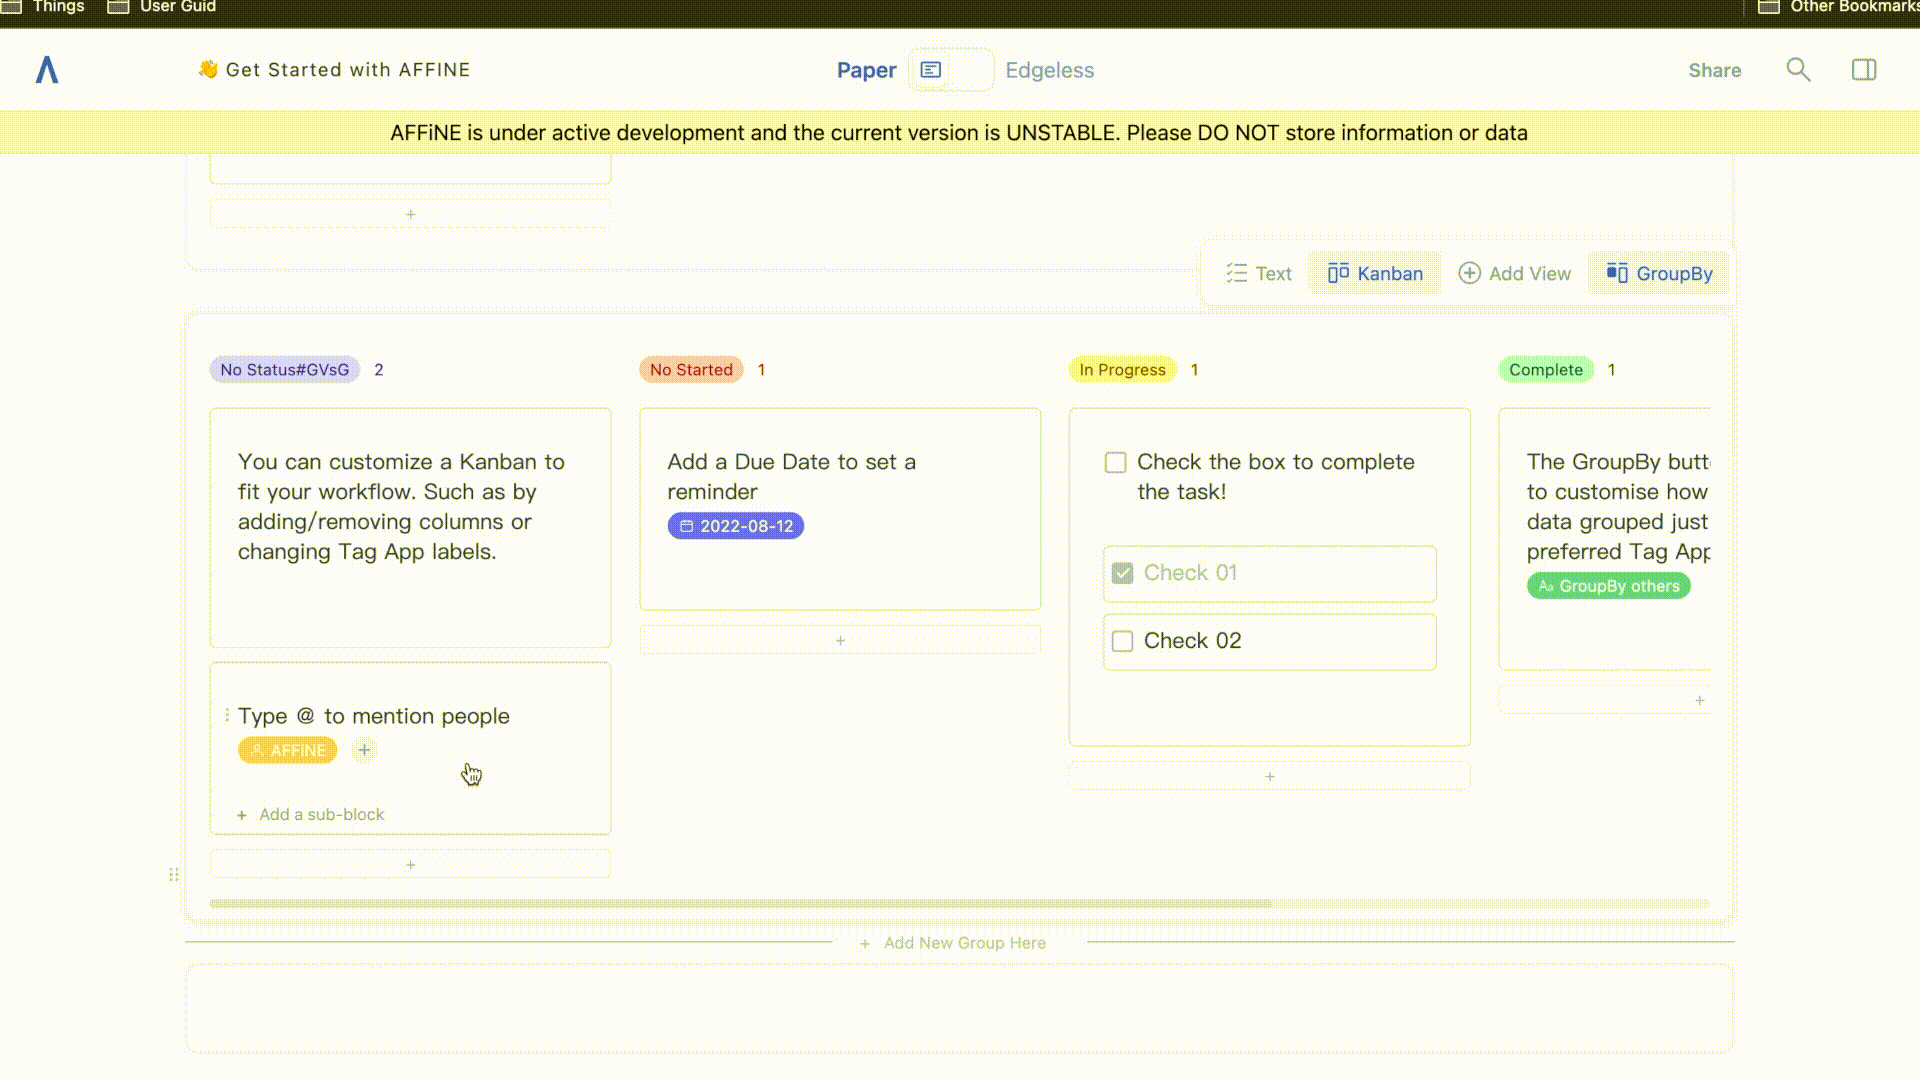 Things
User Guid
Other Bookmarks
👋 Get Started with AFFINE
Paper
Edgeless
Share
AFFiNE is under active development and the current version is UNSTABLE. Please DO NOT store information or data
+
Text
Kanban
Add View
GroupBy
No Status#GVsG 2
No Started 1
In Progress 1
Complete 1
You can customize a Kanban to
fit your workflow. Such as by
adding/removing columns or
changing Tag App labels.
Type @ to mention people
AFFiNE
+
+ Add a sub-block
+
Add a Due Date to set a
reminder
2022-08-12
+
Check the box to complete
the task!
Check 01
Check 02
+
The GroupBy butt
to customise how
data grouped just
preferred Tag App
Aa GroupBy others
+
+ Add New Group Here